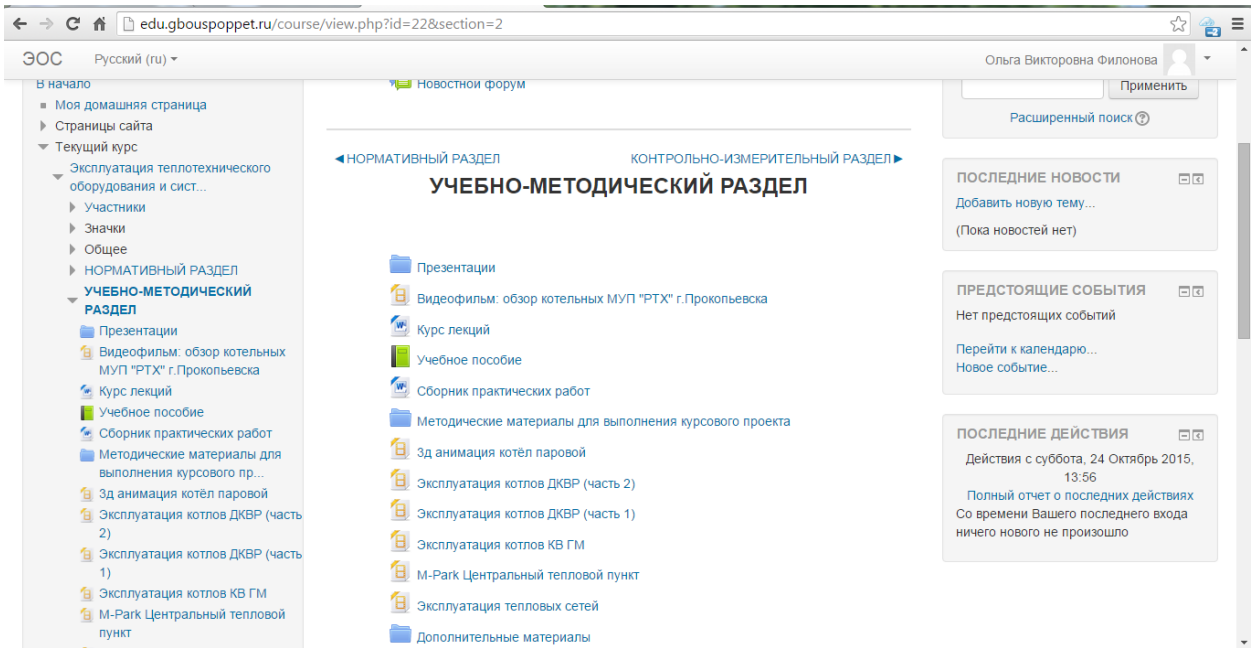 edu.gbouspoppet.ru/course/view.php?id=22&section=2
ЭОС Русский (ru) Ольга Викторовна Филонова
В начало
Моя домашняя страница
Страницы сайта
Текущий курс
Эксплуатация теплотехнического
оборудования и сист...
Участники
Значки
Общее
НОРМАТИВНЫЙ РАЗДЕЛ
УЧЕБНО-МЕТОДИЧЕСКИЙ
РАЗДЕЛ
Презентации
Видеофильм: обзор котельных
МУП "РТХ" г.Прокопьевска
Курс лекций
Учебное пособие
Сборник практических работ
Методические материалы для
выполнения курсового пр...
3д анимация котёл паровой
Эксплуатация котлов ДКВР (часть
2)
Эксплуатация котлов ДКВР (часть
1)
Эксплуатация котлов КВ ГМ
M-Park Центральный тепловой
пункт
Новостной форум
◄НОРМАТИВНЫЙ РАЗДЕЛ КОНТРОЛЬНО-ИЗМЕРИТЕЛЬНЫЙ РАЗДЕЛ►
УЧЕБНО-МЕТОДИЧЕСКИЙ РАЗДЕЛ
Презентации
Видеофильм: обзор котельных МУП "РТХ" г.Прокопьевска
Курс лекций
Учебное пособие
Сборник практических работ
Методические материалы для выполнения курсового проекта
3д анимация котёл паровой
Эксплуатация котлов ДКВР (часть 2)
Эксплуатация котлов ДКВР (часть 1)
Эксплуатация котлов КВ ГМ
M-Park Центральный тепловой пункт
Эксплуатация тепловых сетей
Дополнительные материалы
Применить
Расширенный поиск
ПОСЛЕДНИЕ НОВОСТИ
Добавить новую тему...
(Пока новостей нет)
ПРЕДСТОЯЩИЕ СОБЫТИЯ
Нет предстоящих событий
Перейти к календарю...
Новое событие...
ПОСЛЕДНИЕ ДЕЙСТВИЯ
Действия с суббота, 24 Октябрь 2015,
13:56
Полный отчет о последних действиях
Со времени Вашего последнего входа
ничего нового не произошло